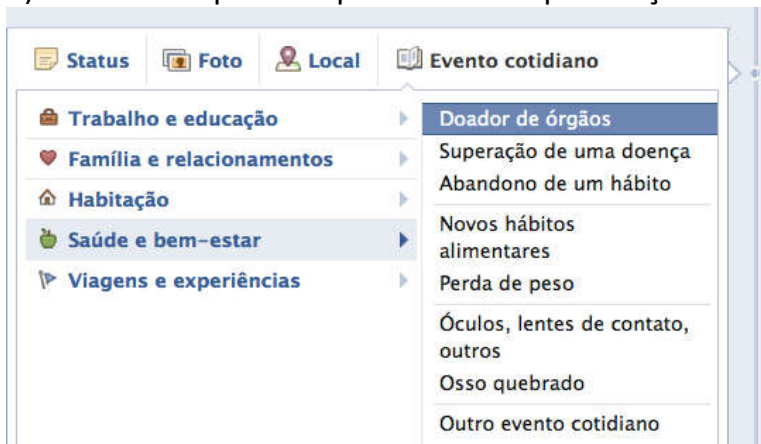 Status Foto Local Evento cotidiano
Trabalho e educação
Família e relacionamentos
Habitação
Saúde e bem-estar
Viagens e experiências
Doador de órgãos
Superação de uma doença
Abandono de um hábito
Novos hábitos
alimentares
Perda de peso
Óculos, lentes de contato,
outros
Osso quebrado
Outro evento cotidiano